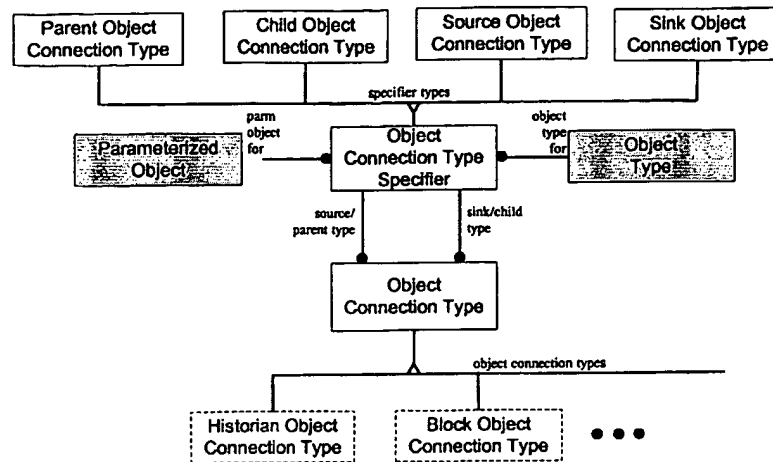 Parent Object
Connection Type
Child Object
Connection Type
Source Object
Connection Type
Sink Object
Connection Type
specifier types
parm
object
for
object
type
for
Parameterized
Object
Object
Connection Type
Specifier
Object
Type
source/
parent type
sink/child
type
Object
Connection Type
object connection types
Historian Object
Connection Type
Block Object
Connection Type